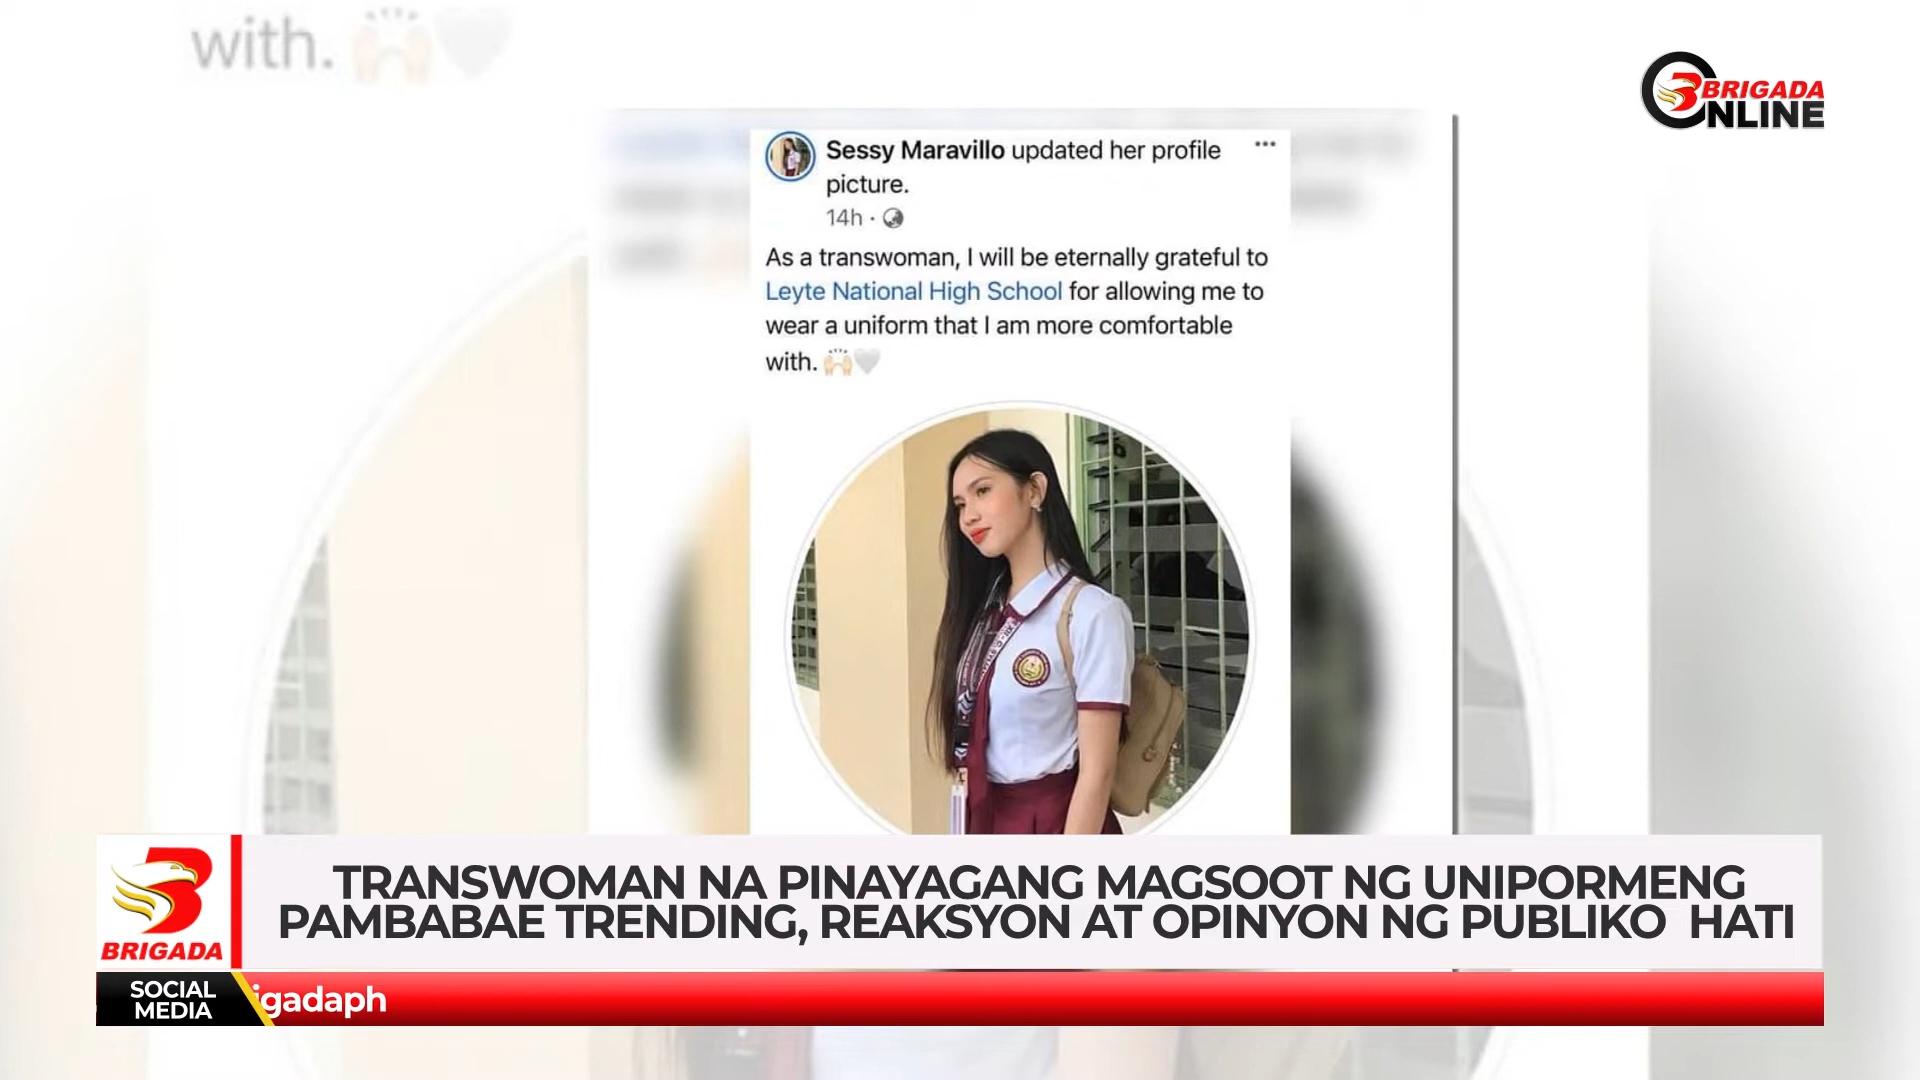 with. 🙌🏻🤍
BRIGADA
ONLINE
Sessy Maravillo updated her profile
picture.
14h ·
As a transwoman, I will be eternally grateful to
Leyte National High School for allowing me to
wear a uniform that I am more comfortable
with. 🙌🏻🤍
TRANSWOMAN NA PINAYAGANG MAGSOOT NG UNIPORMENG
PAMBABAE TRENDING, REAKSYON AT OPINYON NG PUBLIKO HATI
BRIGADA
SOCIAL
MEDIA
igadaph